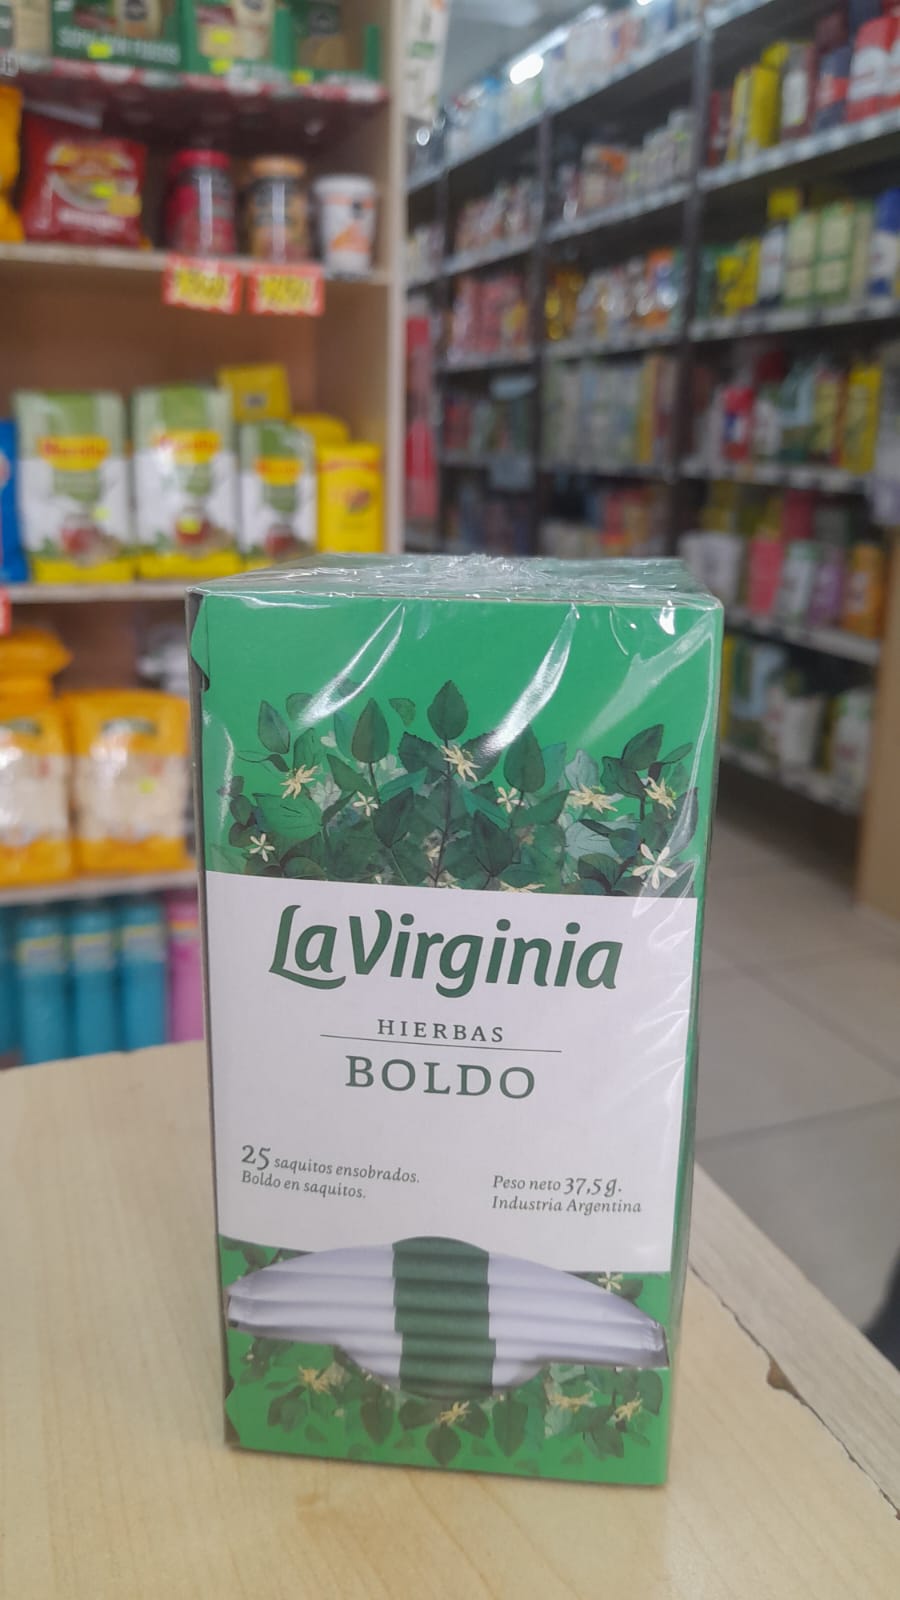 La Virginia
HIERBAS
BOLDO
25 saquitos ensobrados.
Boldo en saquitos.
Peso neto 37,5 g.
Industria Argentina